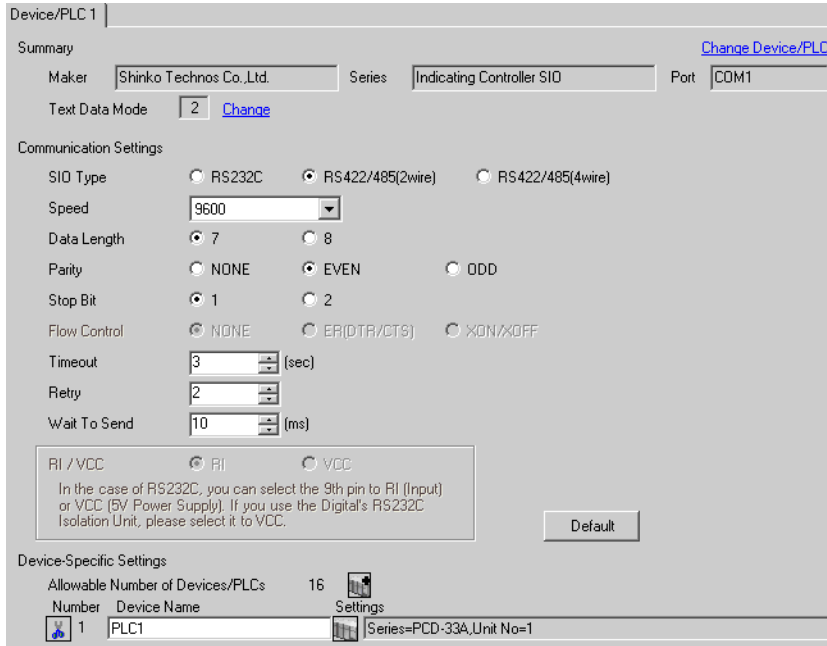 Device/PLC 1
Summary Change Device/PLC
Maker Shinko Technos Co.,Ltd. Series Indicating Controller SIO Port COM1
Text Data Mode 2 Change
Communication Settings
SIO Type RS232C RS422/485(2wire) RS422/485(4wire)
Speed 9600
Data Length 7 8
Parity NONE EVEN ODD
Stop Bit 1 2
Flow Control NONE ER(DTR/CTS) XON/XOFF
Timeout 3 (sec)
Retry 2
Wait To Send 10 (ms)
RI / VCC RI VCC
In the case of RS232C, you can select the 9th pin to RI (Input)
or VCC (5V Power Supply). If you use the Digital's RS232C
Isolation Unit, please select it to VCC.
Default
Device-Specific Settings
Allowable Number of Devices/PLCs 16
Number Device Name Settings
1 PLC1 Series=PCD-33A,Unit No=1